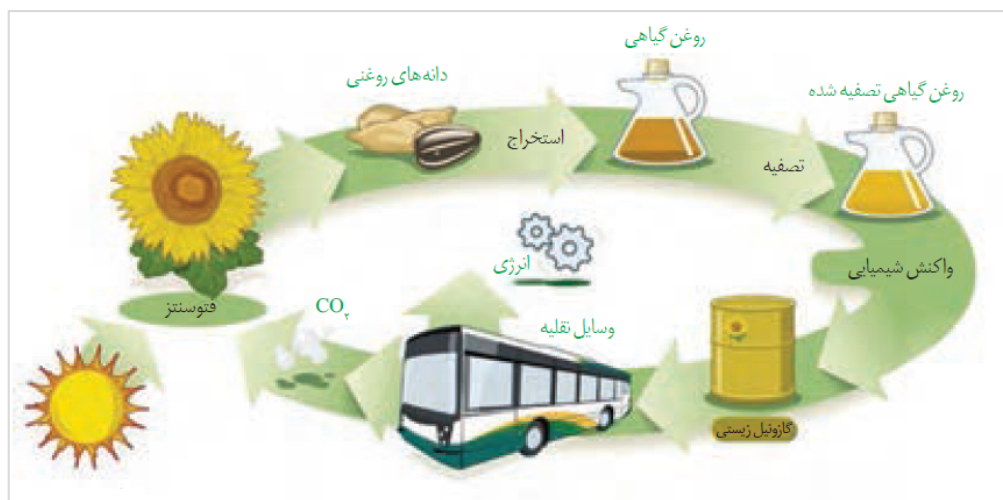 روغن گیاهی
دانه‌های روغنی
روغن گیاهی تصفیه شده
استخراج
تصفیه
واکنش شیمیایی
انرژی
فتوسنتز
CO₂
وسایل نقلیه
گازوئیل زیستی